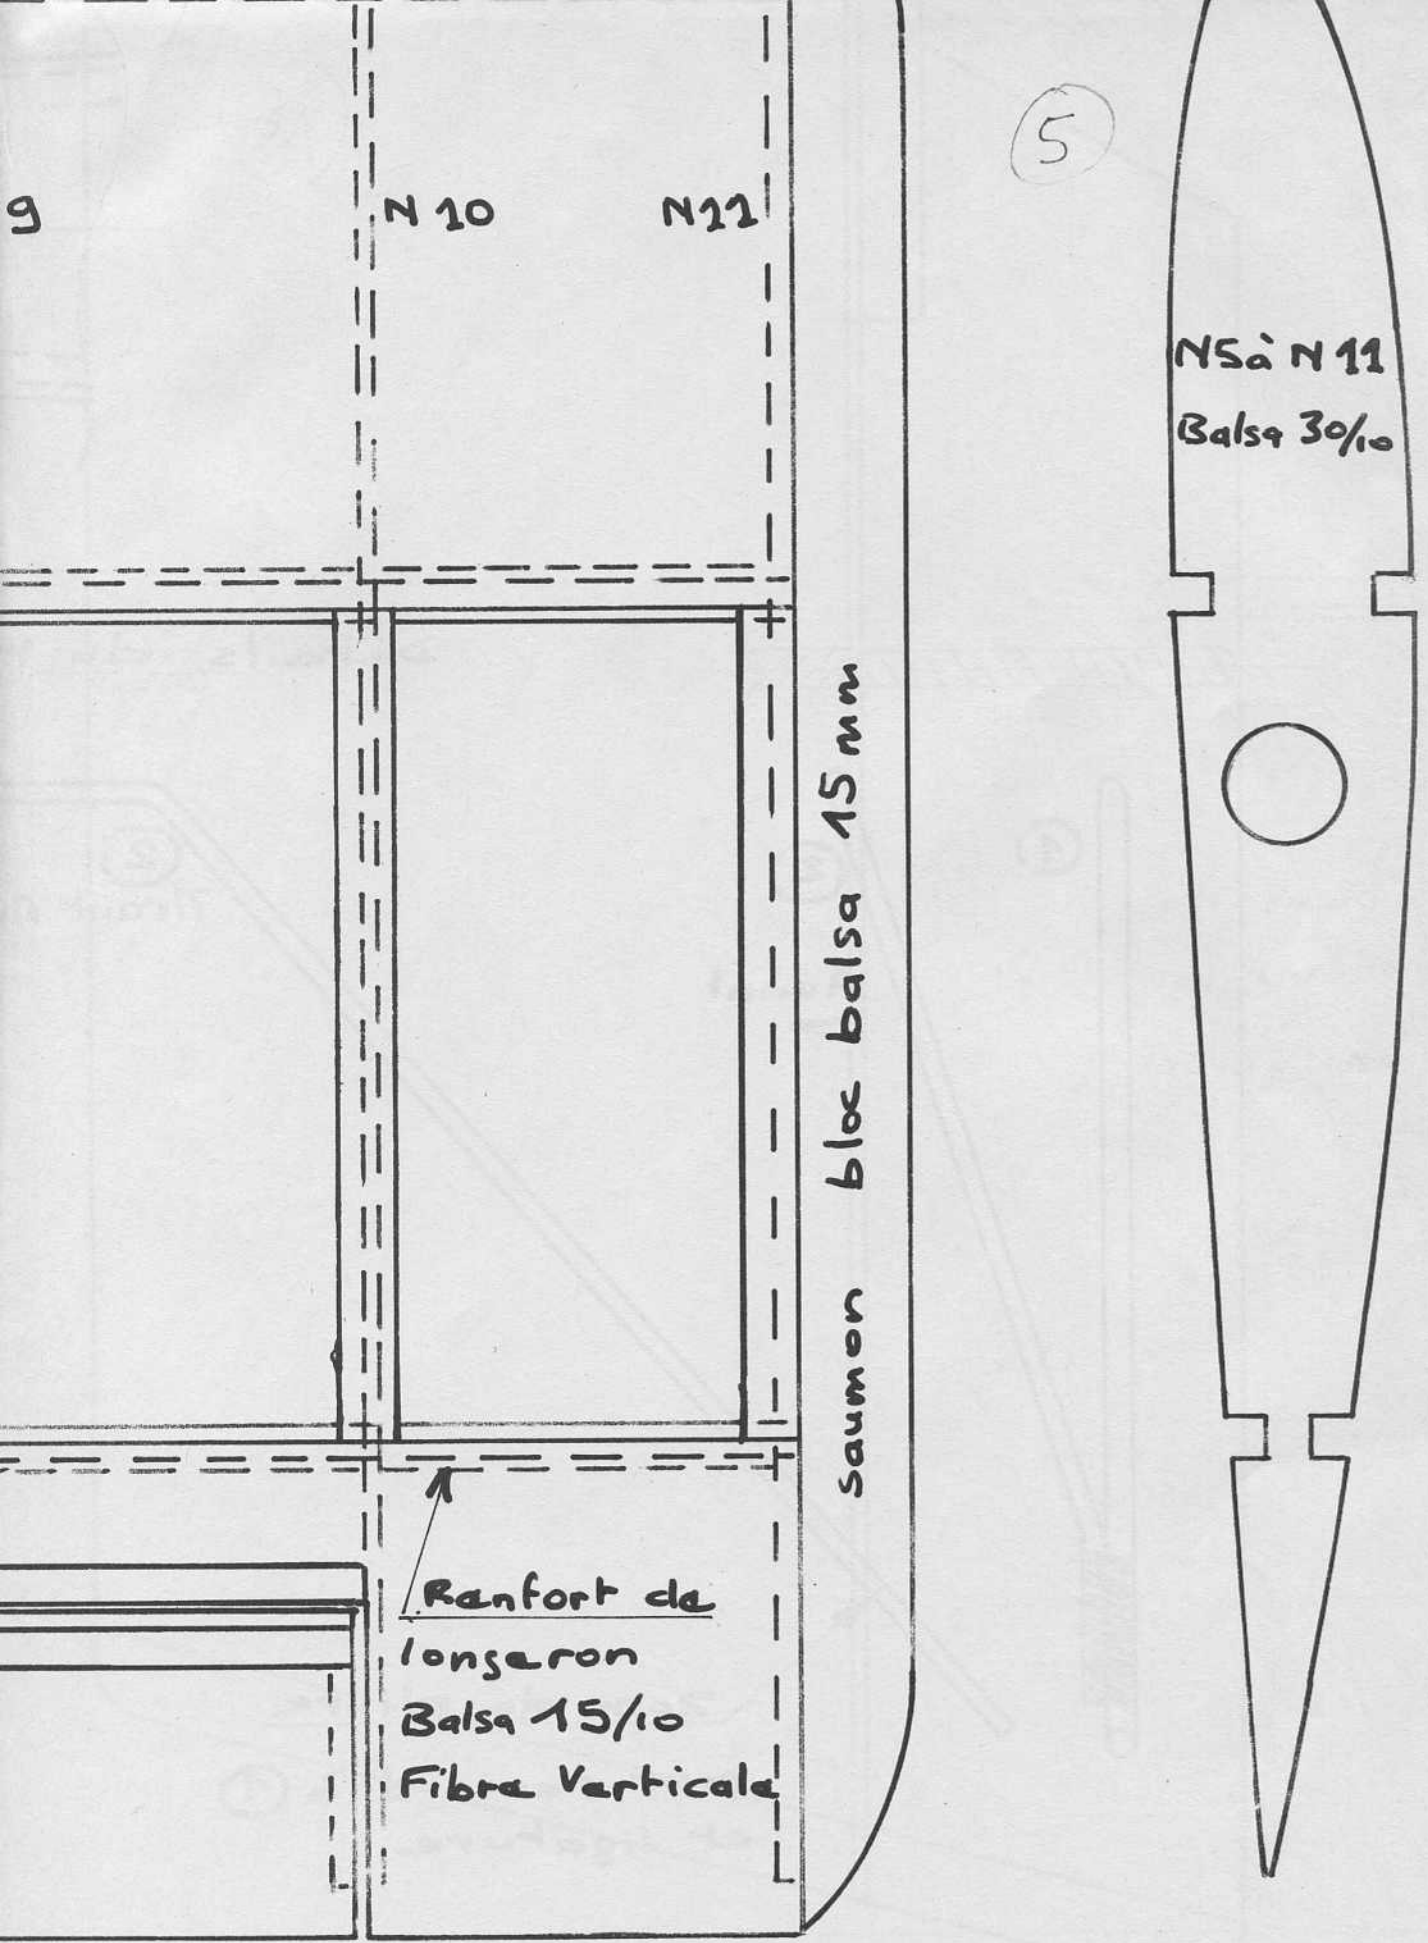 5
9
N 10
N11
N5à N 11
Balsa 30/10
saumon bloc balsa 15 mm
Renfort de
longeron
Balsa 15/10
Fibre Verticale